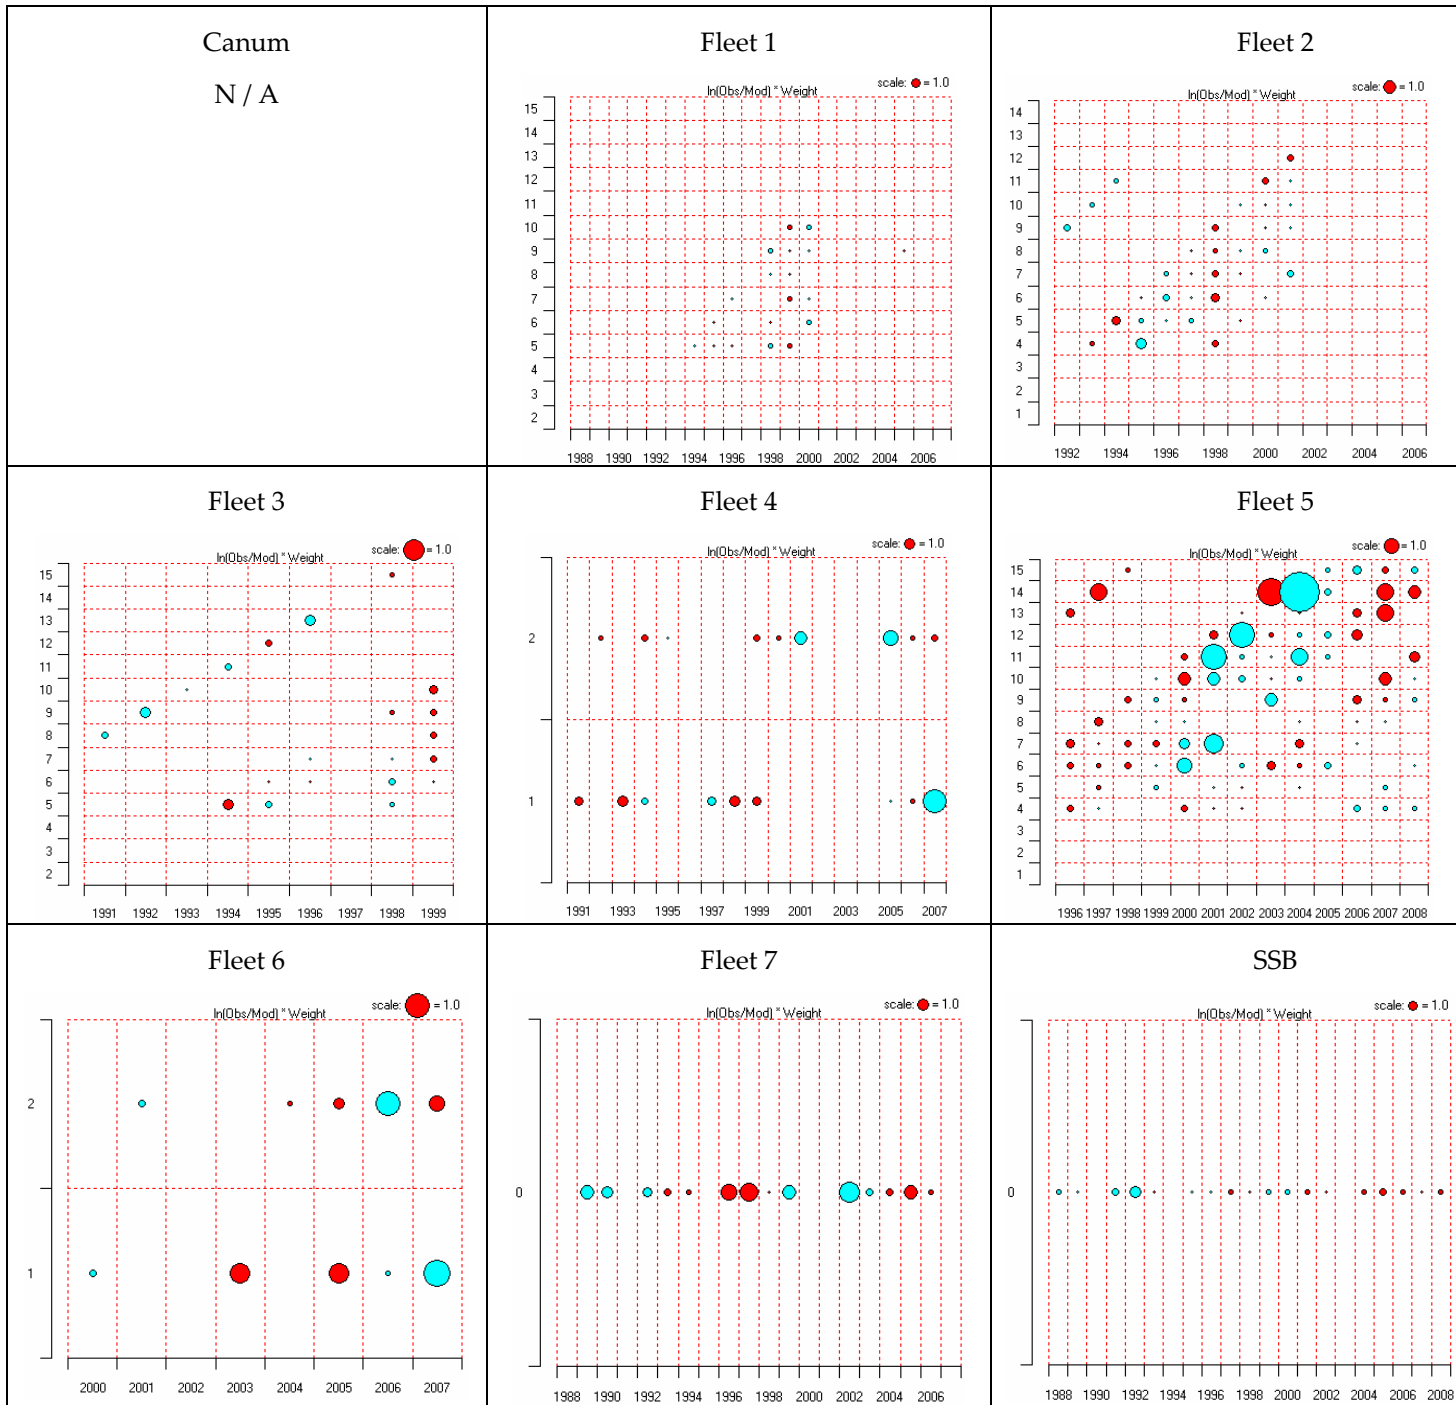 Canum
N / A
Fleet 1
scale: = 1.0
ln(Obs/Mod) * Weight
15
14
13
12
11
10
9
8
7
6
5
4
3
2
1988 1990 1992 1994 1996 1998 2000 2002 2004 2006
Fleet 2
scale: = 1.0
ln(Obs/Mod) * Weight
14
13
12
11
10
9
8
7
6
5
4
3
2
1
1992 1994 1996 1998 2000 2002 2004 2006
Fleet 3
scale: = 1.0
ln(Obs/Mod) * Weight
15
14
13
12
11
10
9
8
7
6
5
4
3
2
1991 1992 1993 1994 1995 1996 1997 1998 1999
Fleet 4
scale: = 1.0
ln(Obs/Mod) * Weight
2
1
1991 1993 1995 1997 1999 2001 2003 2005 2007
Fleet 5
scale: = 1.0
ln(Obs/Mod) * Weight
15
14
13
12
11
10
9
8
7
6
5
4
3
2
1
1996 1997 1998 1999 2000 2001 2002 2003 2004 2005 2006 2007 2008
Fleet 6
scale: = 1.0
ln(Obs/Mod) * Weight
2
1
2000 2001 2002 2003 2004 2005 2006 2007
Fleet 7
scale: = 1.0
ln(Obs/Mod) * Weight
0
1988 1990 1992 1994 1996 1998 2000 2002 2004 2006
SSB
scale: = 1.0
ln(Obs/Mod) * Weight
0
1988 1990 1992 1994 1996 1998 2000 2002 2004 2006 2008